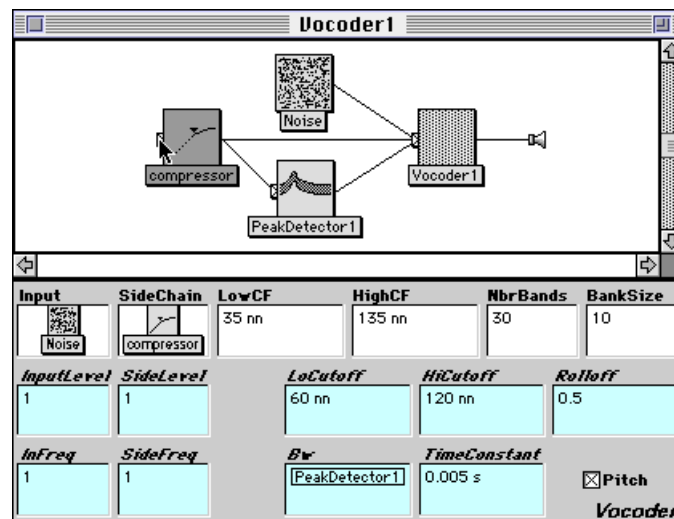 Vocoder1
Noise
compressor
Vocoder1
PeakDetector1
Input SideChain LowCF HighCF NbrBands BankSize
Noise compressor 35 nn 135 nn 30 10
InputLevel SideLevel LoCutoff HiCutoff Rolloff
1 1 60 nn 120 nn 0.5
InFreq SideFreq Bw TimeConstant
1 1 PeakDetector1 0.005 s
Pitch
Vocoder